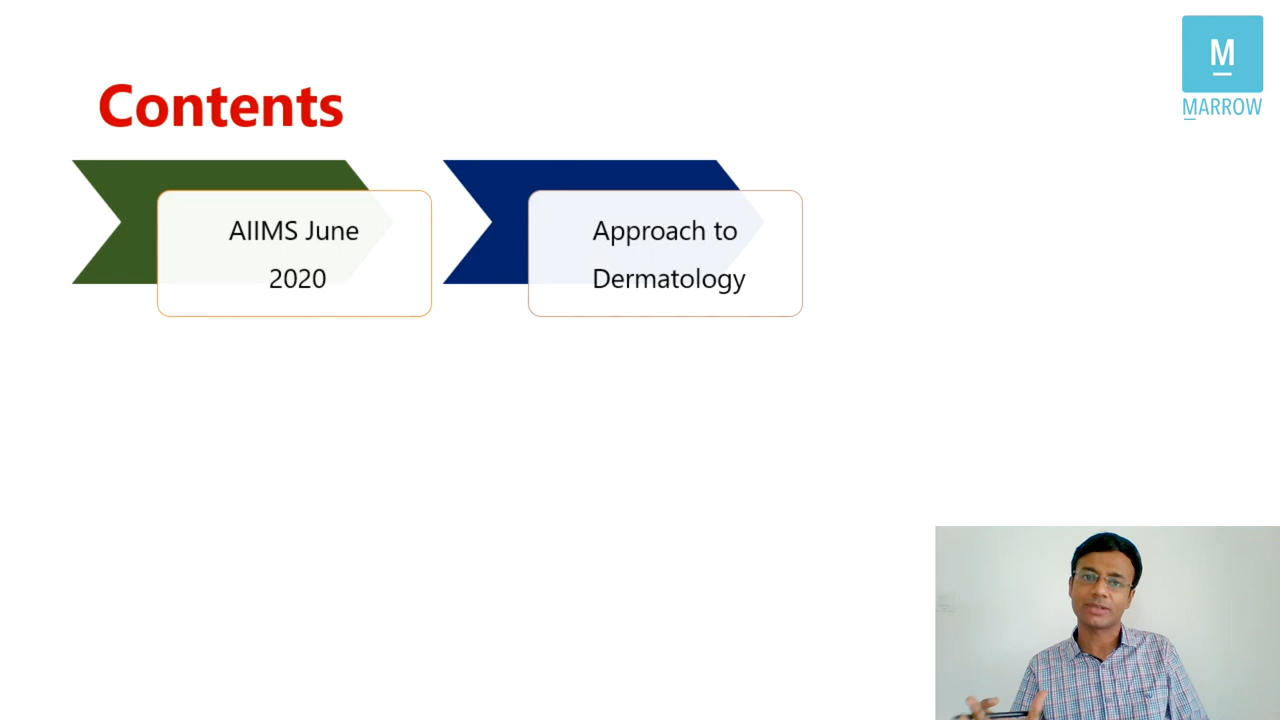 M
MARROW
Contents
AIIMS June
2020
Approach to
Dermatology